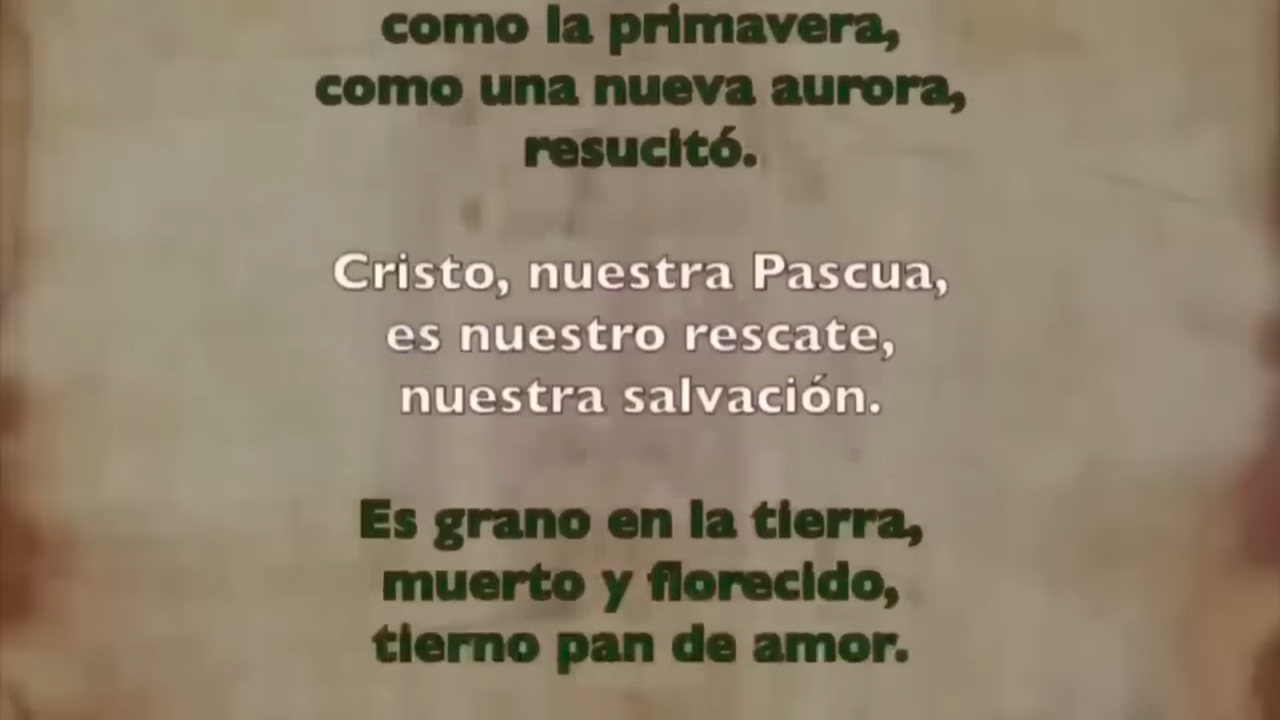 como la primavera,
como una nueva aurora,
resucitó.
Cristo, nuestra Pascua,
es nuestro rescate,
nuestra salvación.
Es grano en la tierra,
muerto y florecido,
tierno pan de amor.